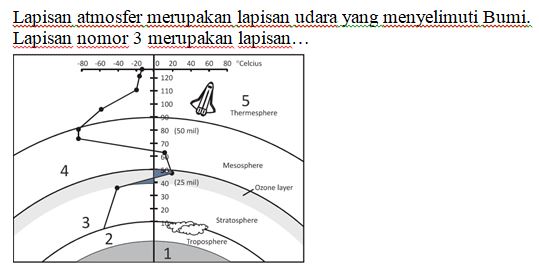 Lapisan atmosfer merupakan lapisan udara yang menyelimuti Bumi.
Lapisan nomor 3 merupakan lapisan…
-80 -60 -40 -20 0 20 40 60 80 °Celcius
120
110
100
90
80 (50 mil)
70
60
50
40 (25 mil)
30
20
10
5
Thermosphere
4
Mesosphere
Ozone layer
3
Stratosphere
2
Troposphere
1